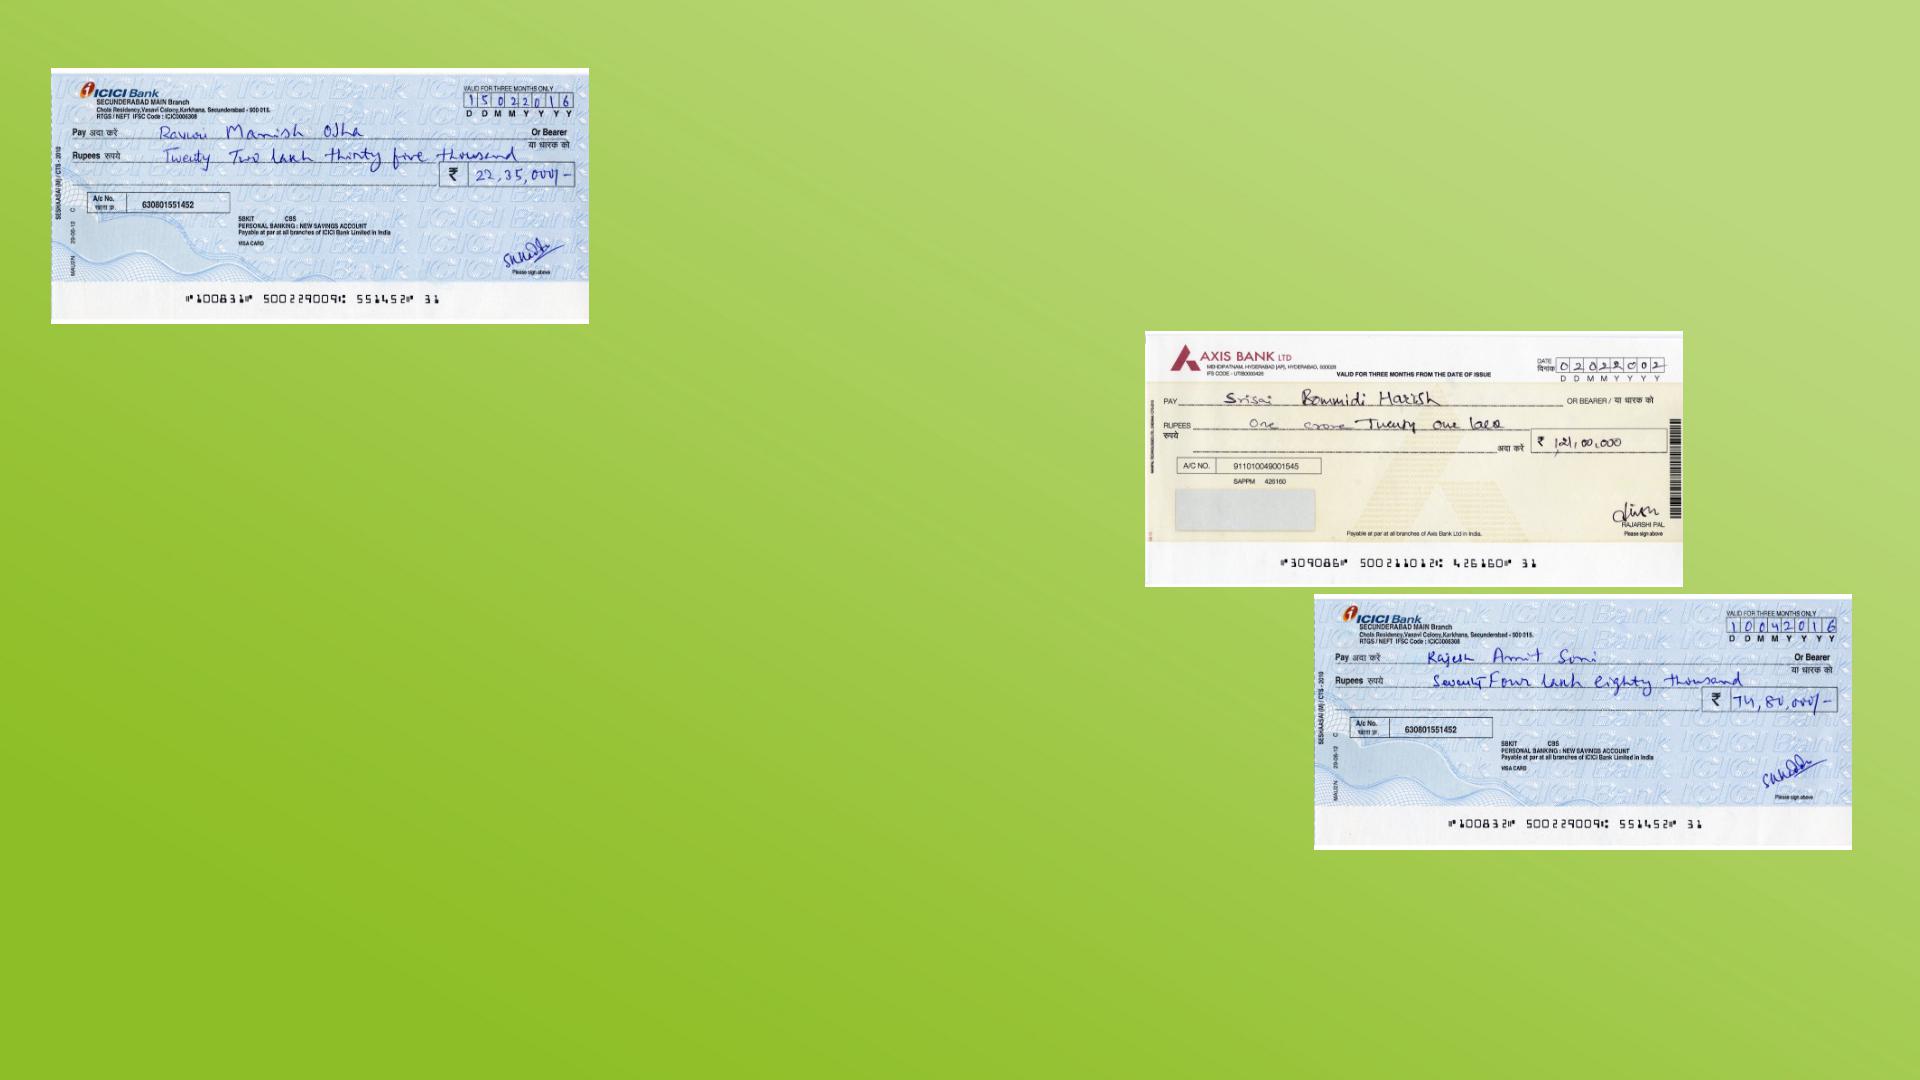 ICICI Bank
SECUNDERABAD MAIN Branch
Chola Residency,Vasavi Colony,Karkhana, Secunderabad - 500 015.
RTGS / NEFT IFSC Code : ICIC0006308
VALID FOR THREE MONTHS ONLY
1 5 0 2 2 0 1 6
D D M M Y Y Y Y
Pay अदा करें Ravuri Manish Ojha Or Bearer
या धारक को
Rupees रुपये Twenty Two lakh thirty five thousand
₹ 22,35,000/-
A/c No. 630801551452
खाता क्र.
SBKIT CBS
PERSONAL BANKING : NEW SAVINGS ACCOUNT
Payable at par at all branches of ICICI Bank Limited in India
VISA CARD
Please sign above
SESHAASAI (M) / CTS - 2010
⑈100831⑈ 500229009⑆ 551452⑈ 31
AXIS BANK LTD
MEHDIPATNAM, HYDERABAD [AP], HYDERABAD, 500028
IFS CODE - UTIB0000426
VALID FOR THREE MONTHS FROM THE DATE OF ISSUE
DATE
दिनांक 0 2 0 2 2 0 0 2
D D M M Y Y Y Y
PAY Srisai Bommidi Harish OR BEARER / या धारक को
RUPEES One crore Twenty one lacs
रुपये
अदा करें ₹ 1,21,00,000
A/C NO. 911010049001545
SAPPM 426160
RAJARSHI PAL
Please sign above
Payable at par at all branches of Axis Bank Ltd in India.
⑈309086⑈ 500211012⑆ 426160⑈ 31
ICICI Bank
SECUNDERABAD MAIN Branch
Chola Residency,Vasavi Colony,Karkhana, Secunderabad - 500 015.
RTGS / NEFT IFSC Code : ICIC0006308
VALID FOR THREE MONTHS ONLY
1 0 0 4 2 0 1 6
D D M M Y Y Y Y
Pay अदा करें Rajesh Amit Soni Or Bearer
या धारक को
Rupees रुपये Seventy Four lakh eighty thousand
₹ 74,80,000/-
A/c No. 630801551452
खाता क्र.
SBKIT CBS
PERSONAL BANKING : NEW SAVINGS ACCOUNT
Payable at par at all branches of ICICI Bank Limited in India
VISA CARD
Please sign above
SESHAASAI (M) / CTS - 2010
⑈100832⑈ 500229009⑆ 551452⑈ 31